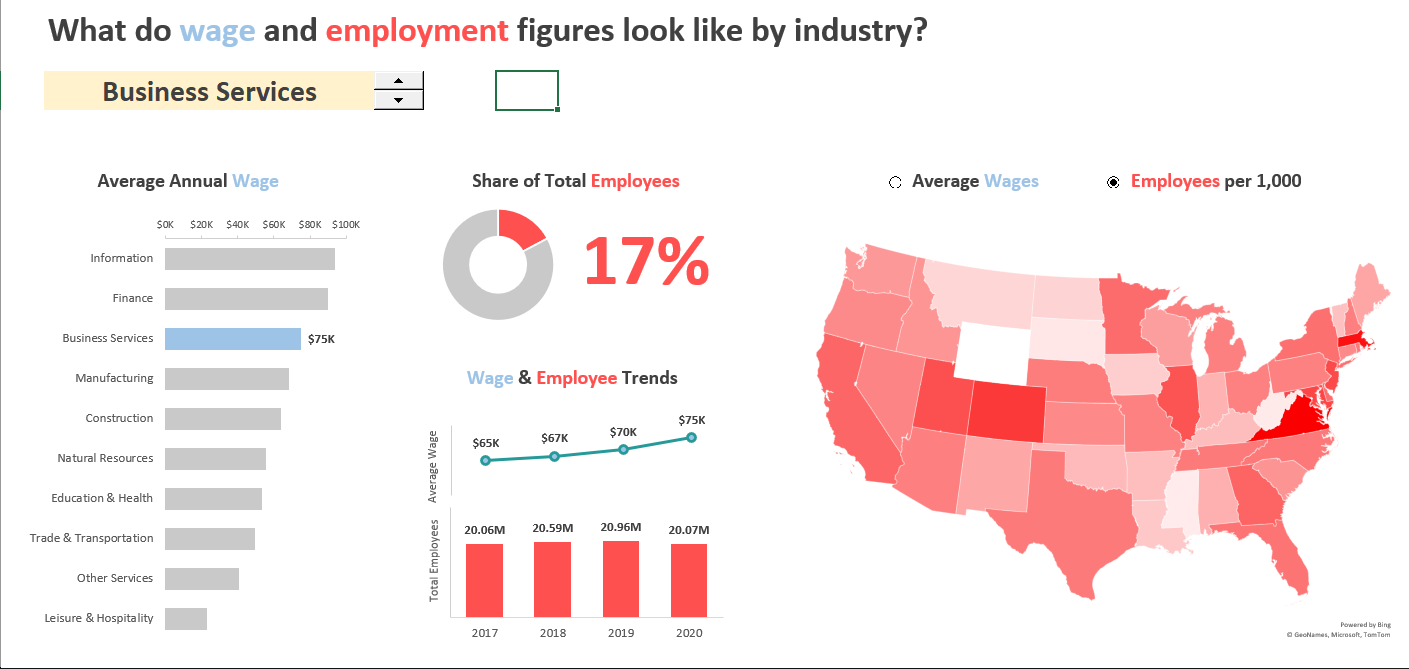 What do wage and employment figures look like by industry?
Business Services
Average Annual Wage
$0K $20K $40K $60K $80K $100K
Information
Finance
Business Services $75K
Manufacturing
Construction
Natural Resources
Education & Health
Trade & Transportation
Other Services
Leisure & Hospitality
Share of Total Employees
17%
Wage & Employee Trends
Average Wage
$65K $67K $70K $75K
Total Employees
20.06M 20.59M 20.96M 20.07M
2017 2018 2019 2020
Average Wages
Employees per 1,000
Powered by Bing
© GeoNames, Microsoft, TomTom